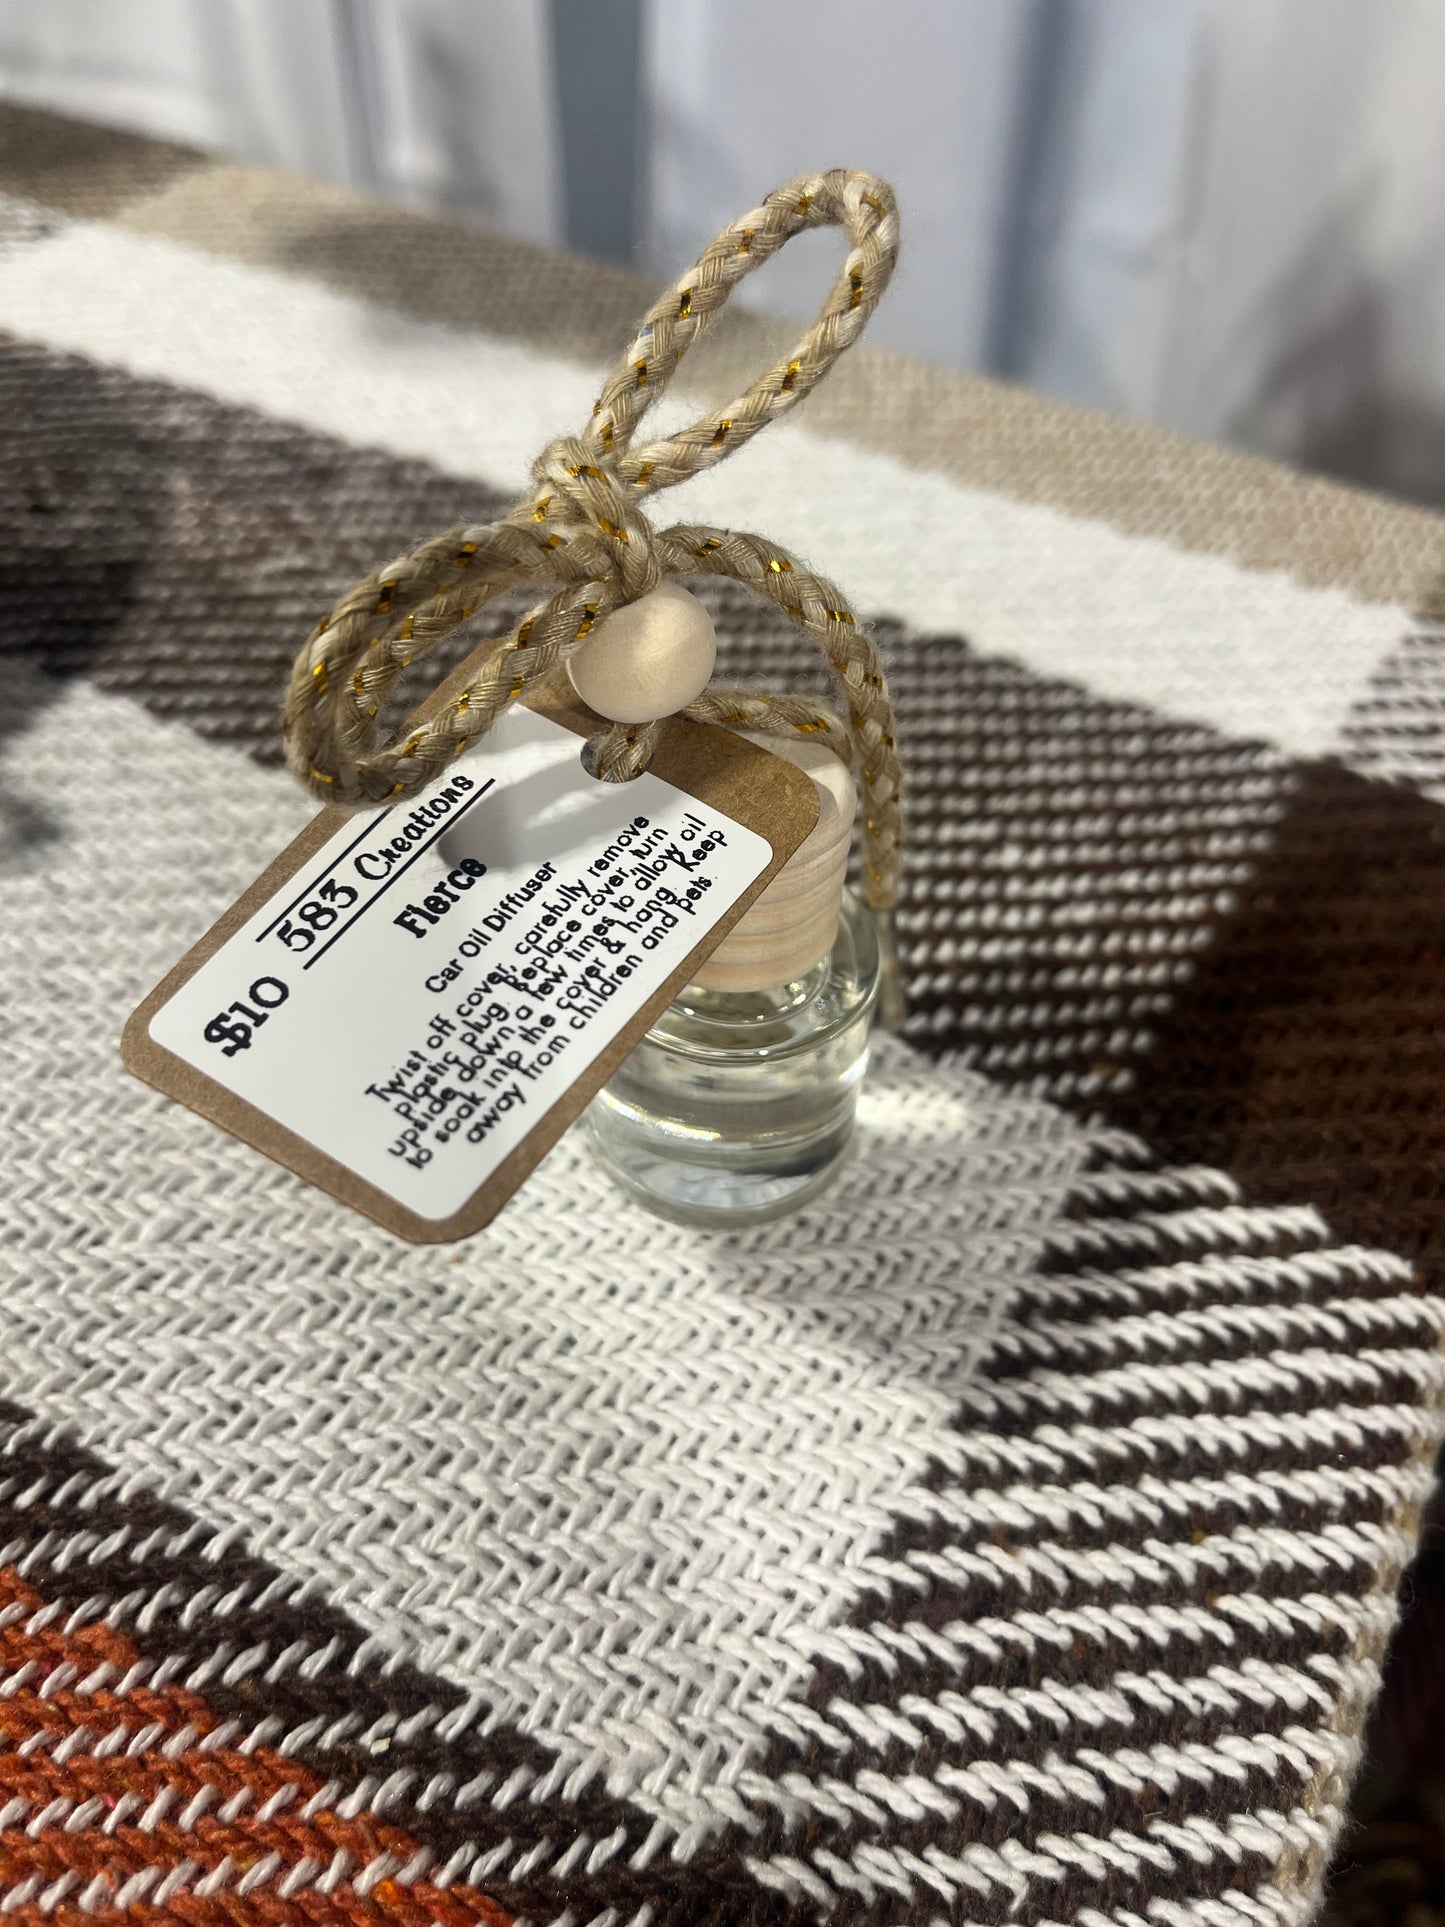 583 Creations
$10
Fierce
Car Oil Diffuser
Twist off cover, carefully remove
plastic plug. Replace cover, turn
upside down a few times to allow oil
to soak into the cover & hang. Keep
away from children and pets.